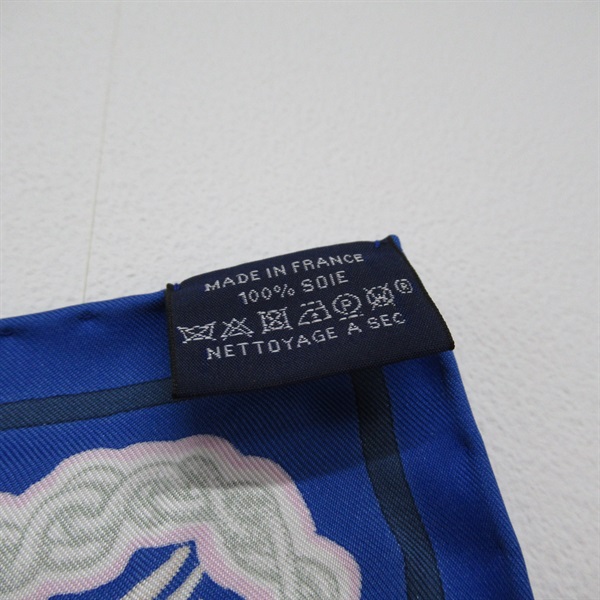 MADE IN FRANCE
100% SOIE
P W ®
NETTOYAGE A SEC